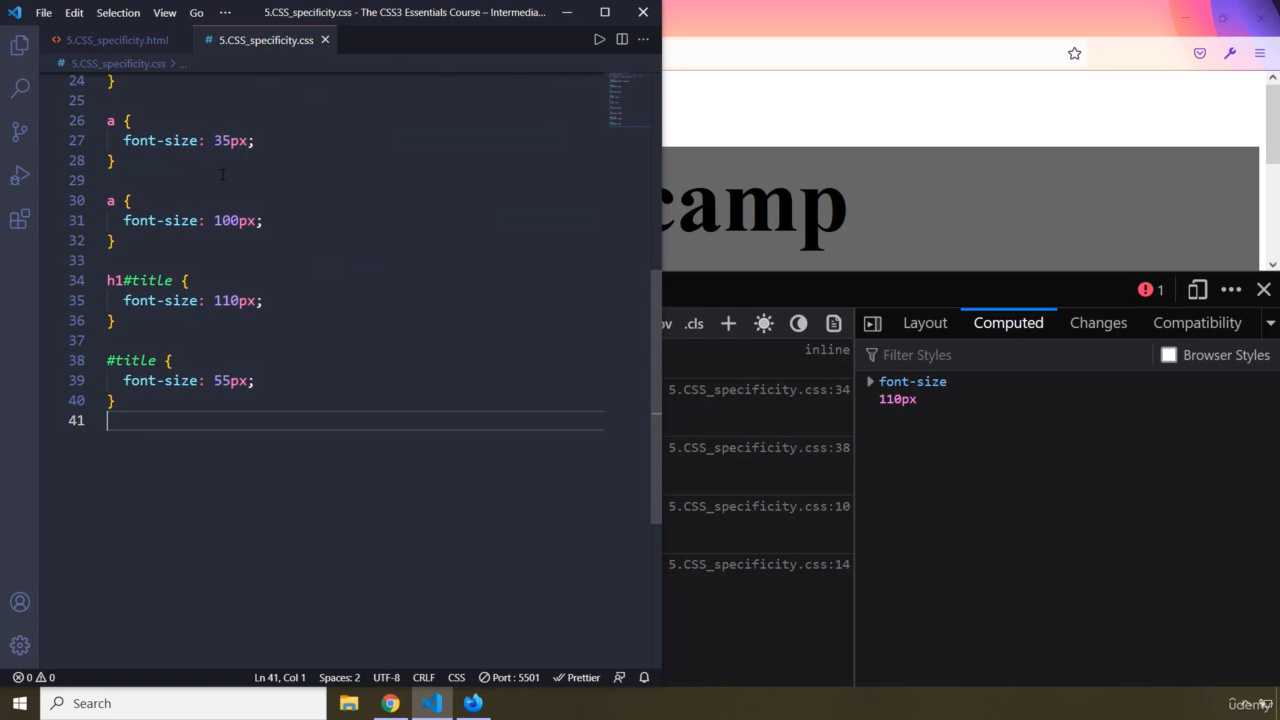 File Edit Selection View Go ··· 5.CSS_specificity.css - The CSS3 Essentials Course - Intermedia...
5.CSS_specificity.html # 5.CSS_specificity.css
# 5.CSS_specificity.css > ...
24 }
25
26 a {
27 font-size: 35px;
28 }
29
30 a {
31 font-size: 100px;
32 }
33
34 h1#title {
35 font-size: 110px;
36 }
37
38 #title {
39 font-size: 55px;
40 }
41
Ln 41, Col 1 Spaces: 2 UTF-8 CRLF CSS Port : 5501 Prettier
0 0
camp
1
.cls
Layout Computed Changes Compatibility
Filter Styles Browser Styles
inline
5.CSS_specificity.css:34
5.CSS_specificity.css:38
5.CSS_specificity.css:10
5.CSS_specificity.css:14
font-size
110px
Search
udemy